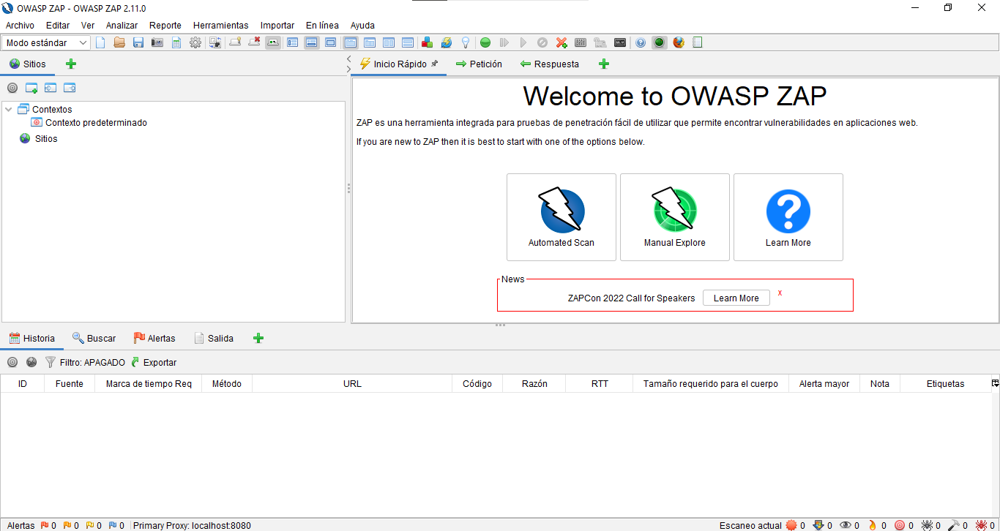 OWASP ZAP - OWASP ZAP 2.11.0
Archivo Editar Ver Analizar Reporte Herramientas Importar En línea Ayuda
Modo estándar
Sitios
Inicio Rápido Petición Respuesta
Contextos
Contexto predeterminado
Sitios
Welcome to OWASP ZAP
ZAP es una herramienta integrada para pruebas de penetración fácil de utilizar que permite encontrar vulnerabilidades en aplicaciones web.
If you are new to ZAP then it is best to start with one of the options below.
Automated Scan Manual Explore Learn More
News
ZAPCon 2022 Call for Speakers Learn More x
Historia Buscar Alertas Salida
Filtro: APAGADO Exportar
ID Fuente Marca de tiempo Req Método URL Código Razón RTT Tamaño requerido para el cuerpo Alerta mayor Nota Etiquetas
Alertas 0 0 0 0 Primary Proxy: localhost:8080 Escaneo actual 0 0 0 0 0 0 0 0